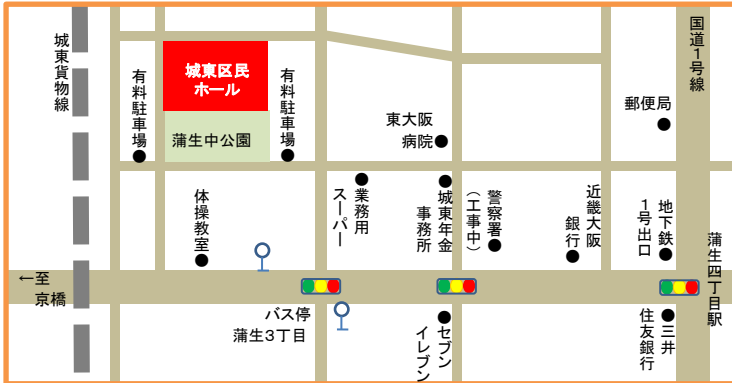 城東貨物線
有料駐車場
城東区民
ホール
蒲生中公園
有料駐車場
東大阪
病院
郵便局
国道1号線
体操教室
業務用
スーパー
城東年金
事務所
警察署
(工事中)
近畿大阪
銀行
地下鉄
1号出口
蒲生四丁目駅
←至
京橋
バス停
蒲生3丁目
セブン
イレブン
三井
住友銀行